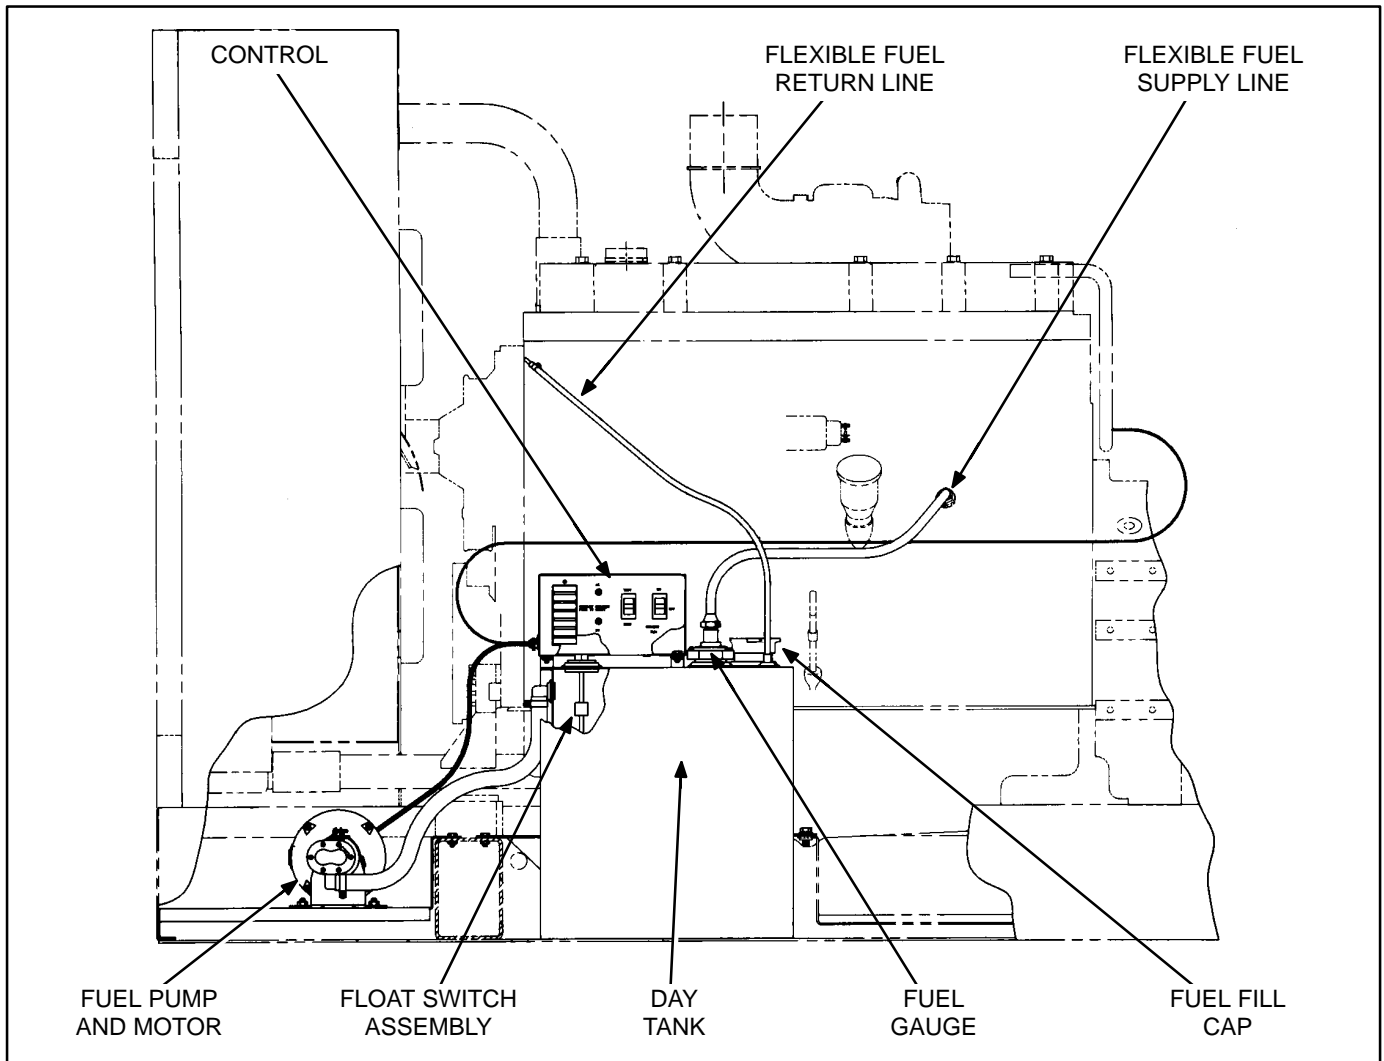 CONTROL
FLEXIBLE FUEL
RETURN LINE
FLEXIBLE FUEL
SUPPLY LINE
FUEL PUMP
AND MOTOR
FLOAT SWITCH
ASSEMBLY
DAY
TANK
FUEL
GAUGE
FUEL FILL
CAP